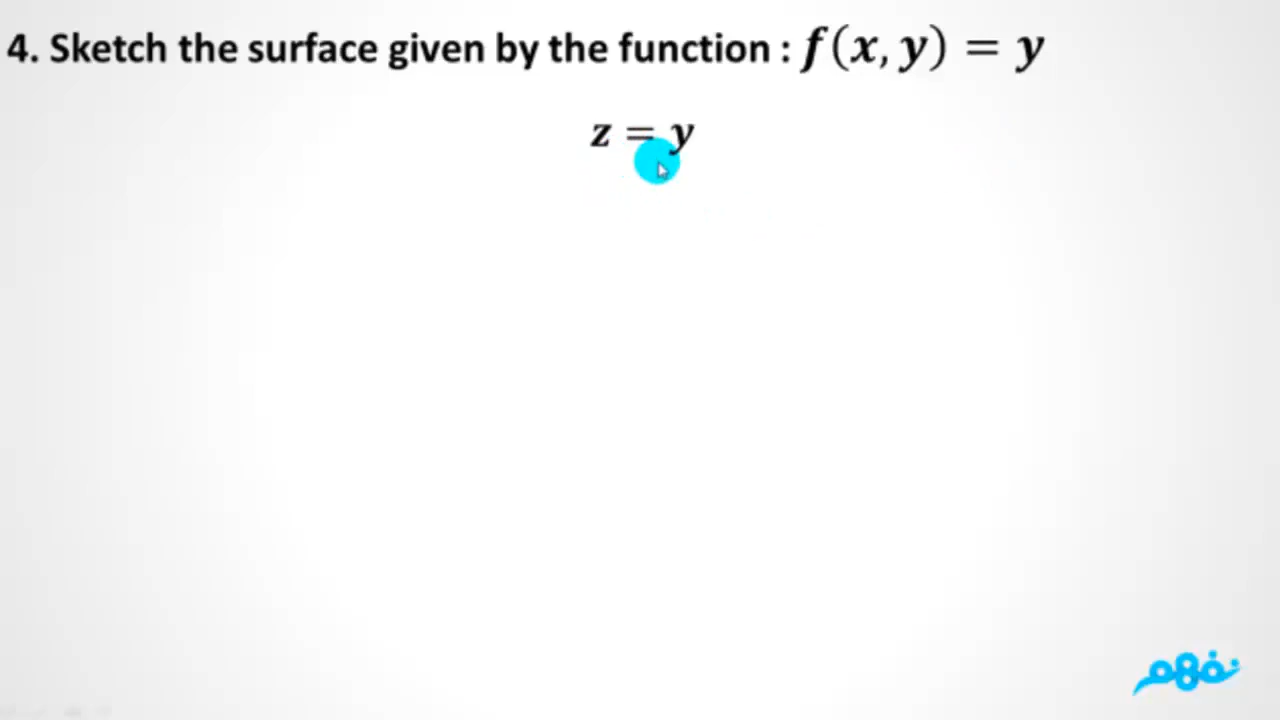 4. Sketch the surface given by the function : f(x, y) = y
z = y
نفهم